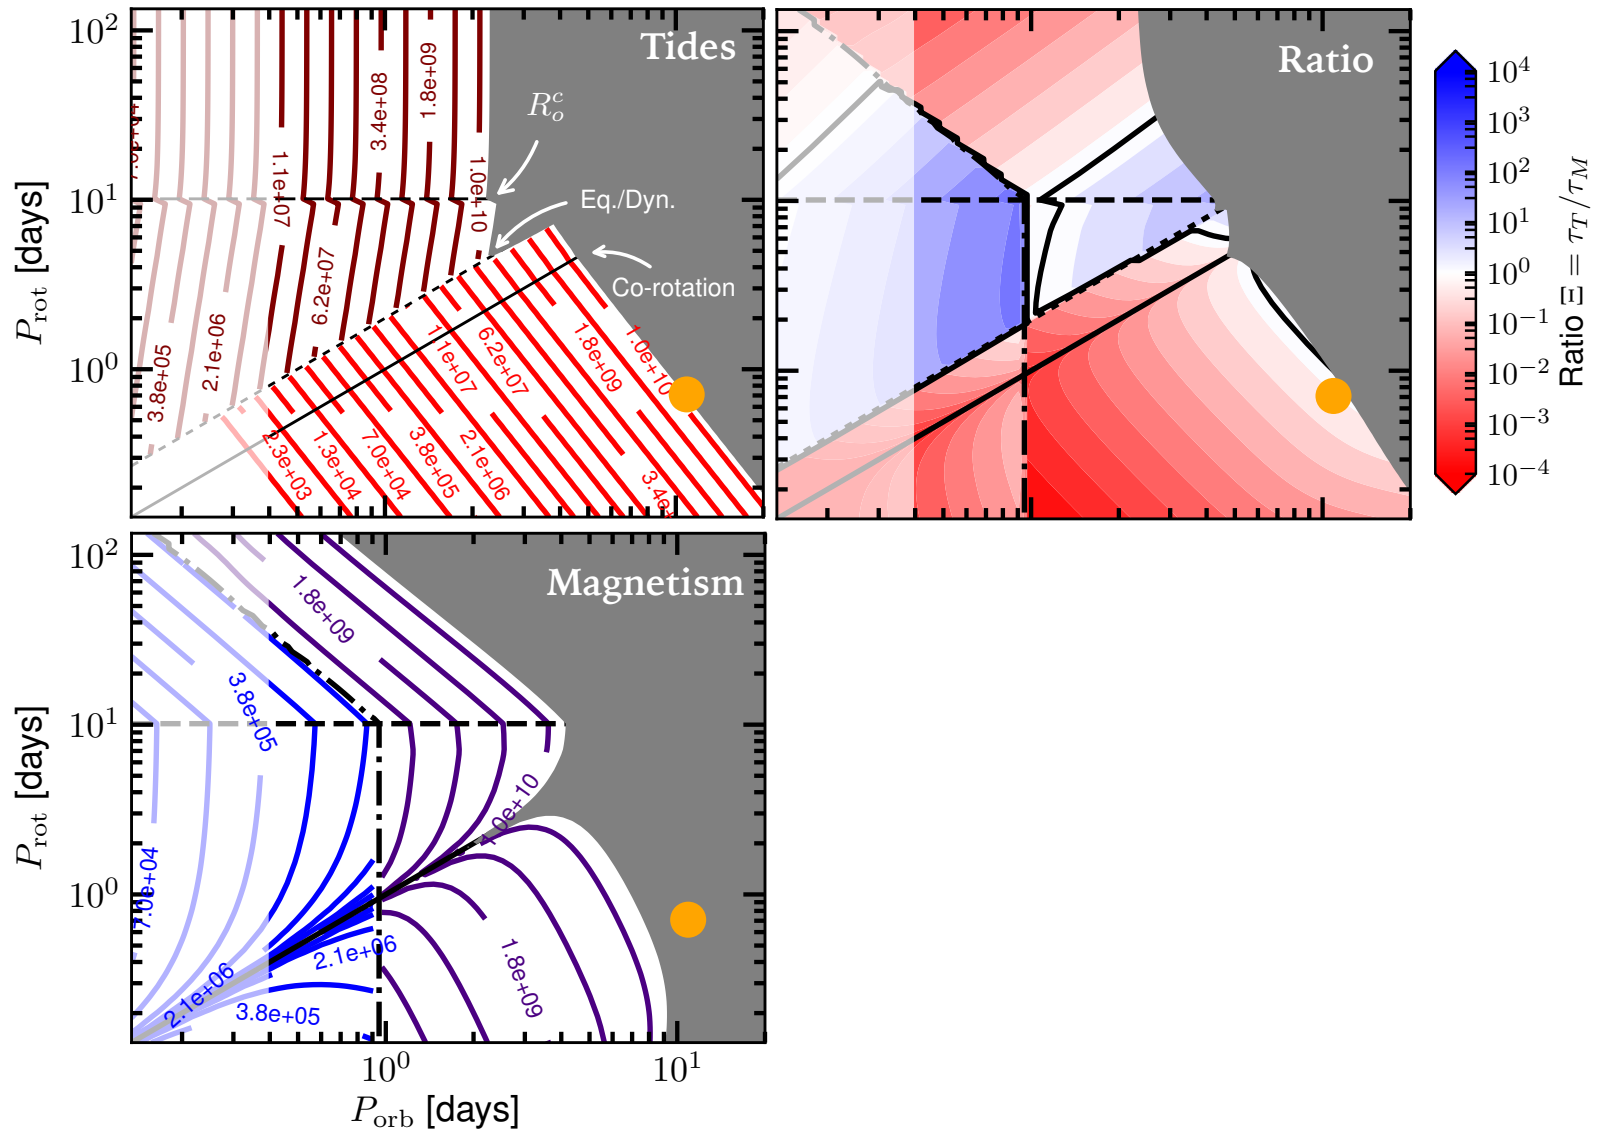 Tides
Ratio
10^2
10^1
10^0
P_rot [days]
R_o^c
Eq./Dyn.
Co-rotation
3.8e+05
2.1e+06
1.1e+07
6.2e+07
3.4e+08
1.8e+09
1.0e+10
2.3e+03
1.3e+04
7.0e+04
3.8e+05
2.1e+06
1.1e+07
6.2e+07
1.8e+09
1.0e+10
3.4e+
10^4
10^3
10^2
10^1
10^0
10^-1
10^-2
10^-3
10^-4
Ratio Ξ = τ_T/τ_M
Magnetism
10^2
10^1
10^0
P_rot [days]
1.8e+09
3.8e+05
1.0e+10
7.0e+04
2.1e+06
2.1e+06
3.8e+05
1.8e+09
10^0
10^1
P_orb [days]